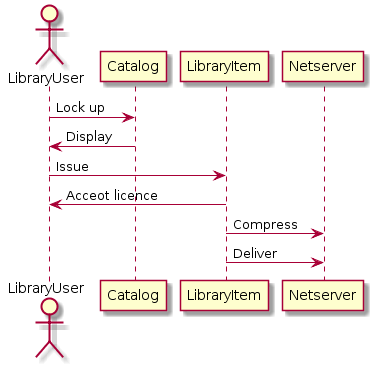 LibraryUser
Catalog
LibraryItem
Netserver
Lock up
Display
Issue
Acceot licence
Compress
Deliver
LibraryUser
Catalog
LibraryItem
Netserver